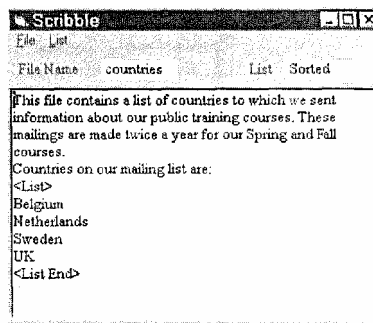 Scribble
File List
File Name countries List Sorted
This file contains a list of countries to which we sent
information about our public training courses. These
mailings are made twice a year for our Spring and Fall
courses.
Countries on our mailing list are:
<List>
Belgium
Netherlands
Sweden
UK
<List End>